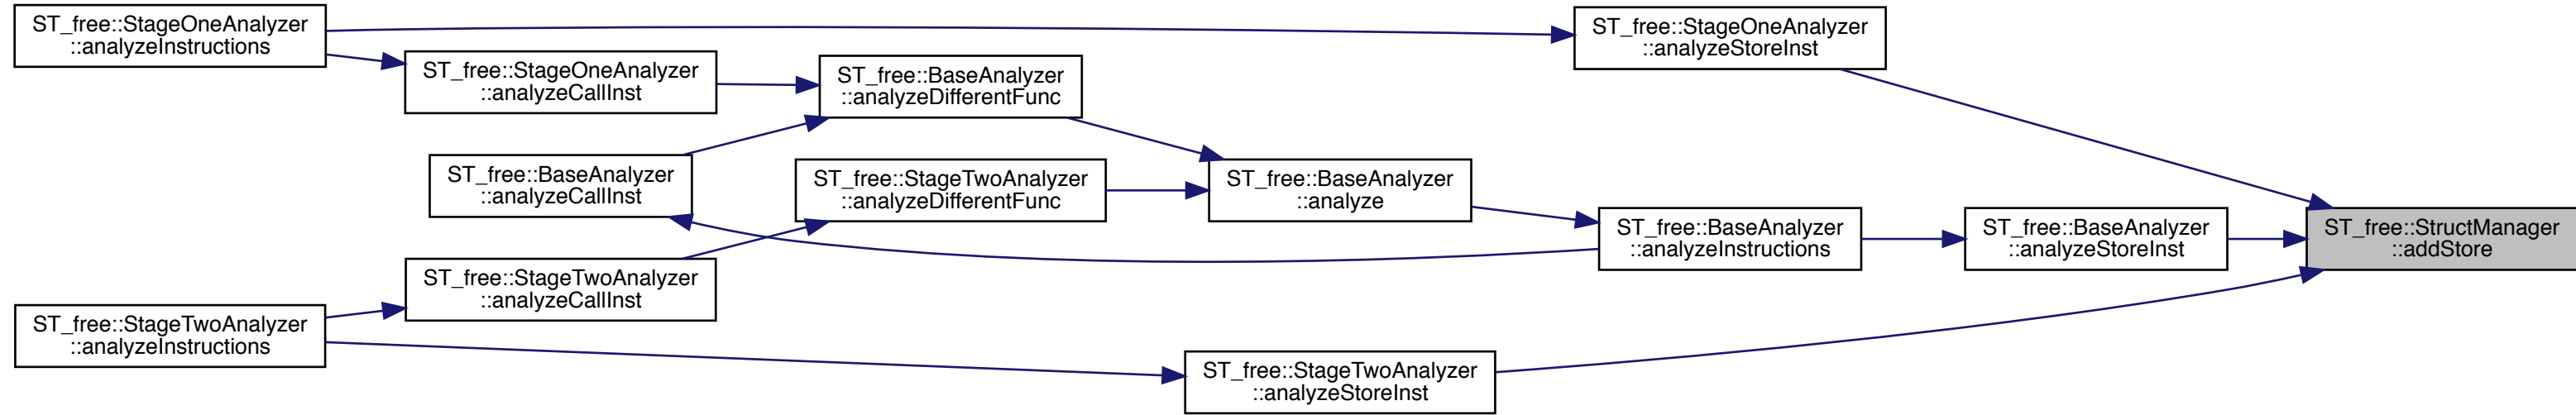 ST_free::StageOneAnalyzer
::analyzeInstructions
ST_free::StageOneAnalyzer
::analyzeCallInst
ST_free::BaseAnalyzer
::analyzeDifferentFunc
ST_free::StageOneAnalyzer
::analyzeStoreInst
ST_free::BaseAnalyzer
::analyzeCallInst
ST_free::StageTwoAnalyzer
::analyzeDifferentFunc
ST_free::BaseAnalyzer
::analyze
ST_free::BaseAnalyzer
::analyzeInstructions
ST_free::BaseAnalyzer
::analyzeStoreInst
ST_free::StructManager
::addStore
ST_free::StageTwoAnalyzer
::analyzeCallInst
ST_free::StageTwoAnalyzer
::analyzeInstructions
ST_free::StageTwoAnalyzer
::analyzeStoreInst